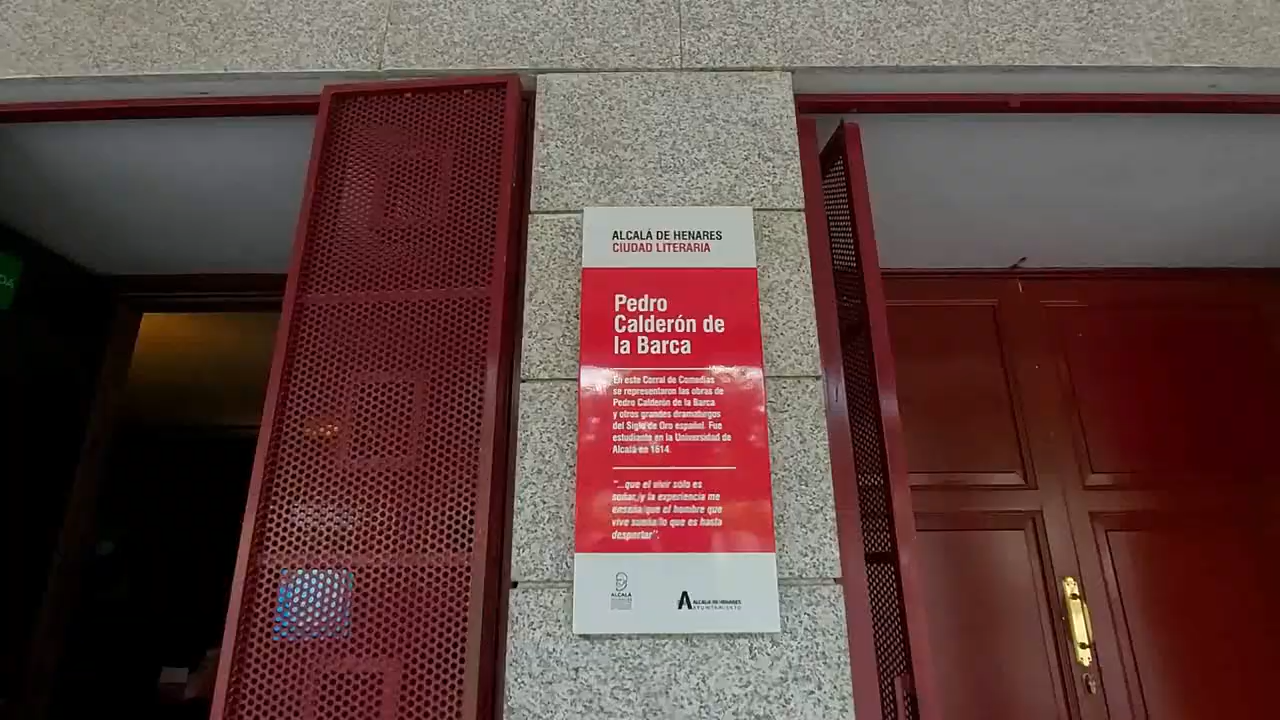 ALCALÁ DE HENARES
CIUDAD LITERARIA
Pedro
Calderón de
la Barca
En este Corral de Comedias
se representaron las obras de
Pedro Calderón de la Barca
y otros grandes dramaturgos
del Siglo de Oro español. Fue
estudiante en la Universidad de
Alcalá en 1614.
"...que el vivir sólo es
soñar,/y la experiencia me
enseña/que el hombre que
vive sueña/lo que es hasta
despertar".
ALCALÁ
ALCALÁ DE HENARES
AYUNTAMIENTO